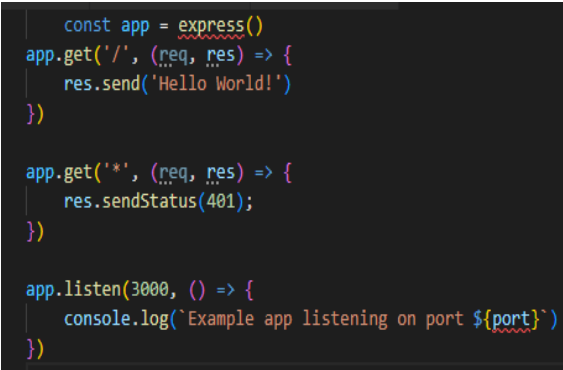 const app = express()
app.get('/', (req, res) => {
res.send('Hello World!')
})
app.get('*', (req, res) => {
res.sendStatus(401);
})
app.listen(3000, () => {
console.log(`Example app listening on port ${port}`)
})